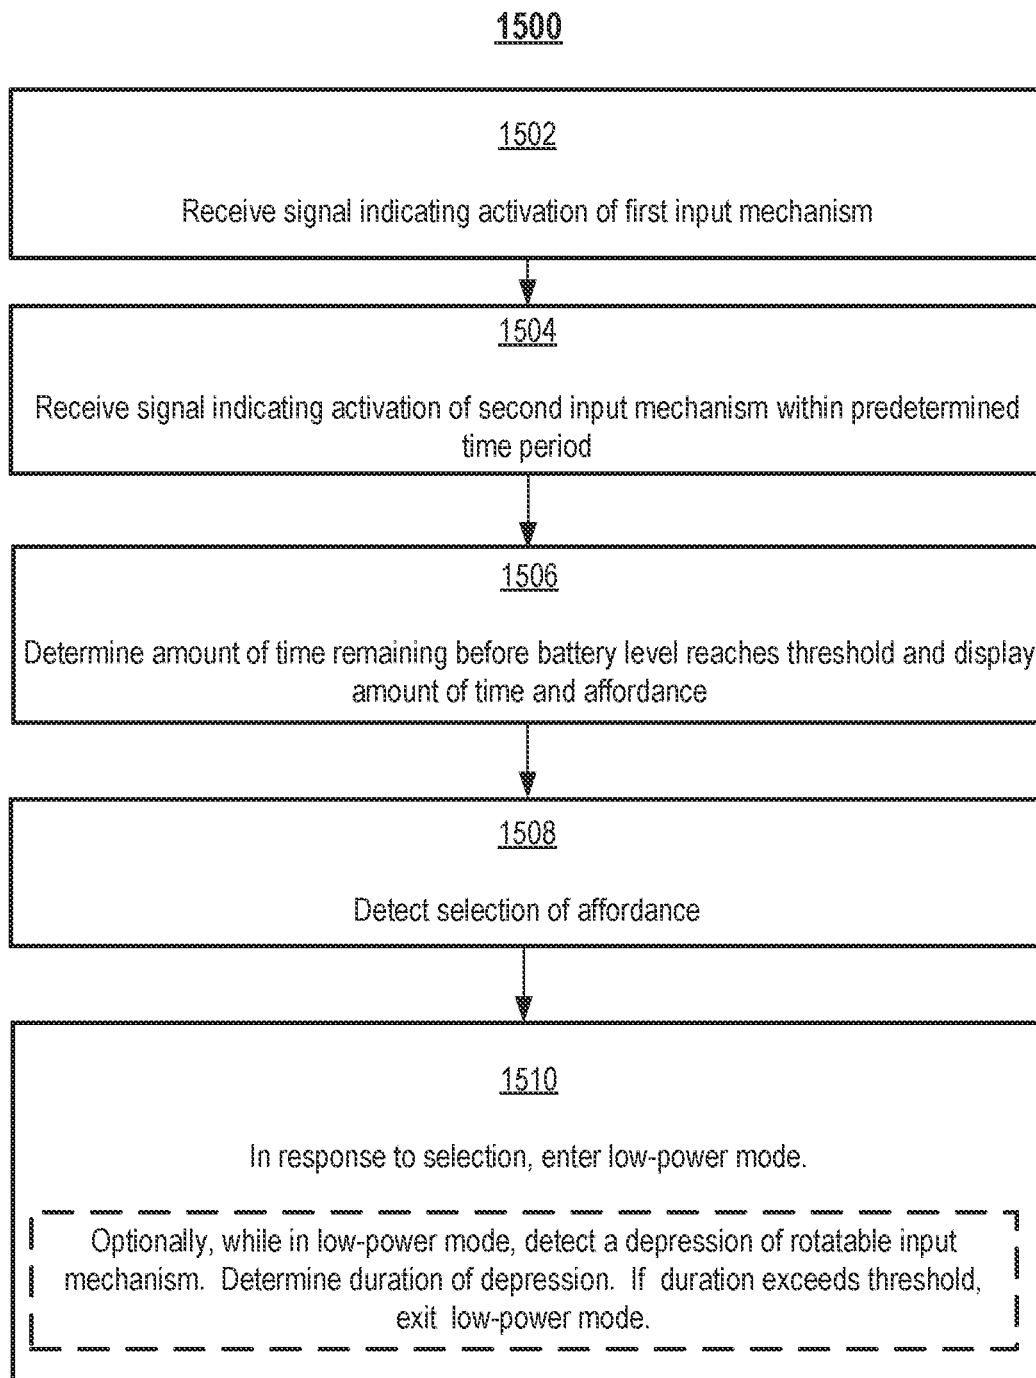 1500
1502
Receive signal indicating activation of first input mechanism
1504
Receive signal indicating activation of second input mechanism within predetermined
time period
1506
Determine amount of time remaining before battery level reaches threshold and display
amount of time and affordance
1508
Detect selection of affordance
1510
In response to selection, enter low-power mode.
Optionally, while in low-power mode, detect a depression of rotatable input
mechanism. Determine duration of depression. If duration exceeds threshold,
exit low-power mode.